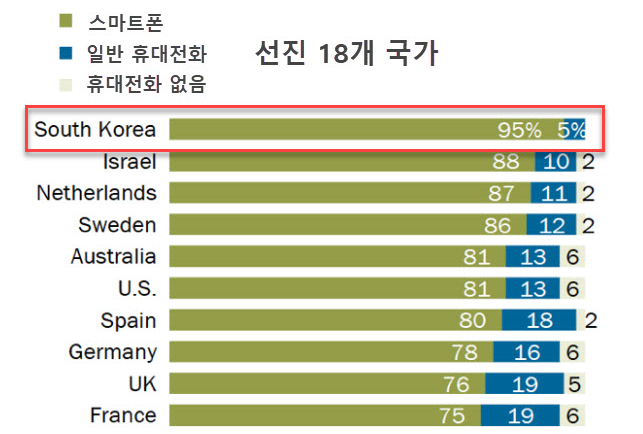 스마트폰
일반 휴대전화
휴대전화 없음
선진 18개 국가
South Korea 95% 5%
Israel 88 10 2
Netherlands 87 11 2
Sweden 86 12 2
Australia 81 13 6
U.S. 81 13 6
Spain 80 18 2
Germany 78 16 6
UK 76 19 5
France 75 19 6